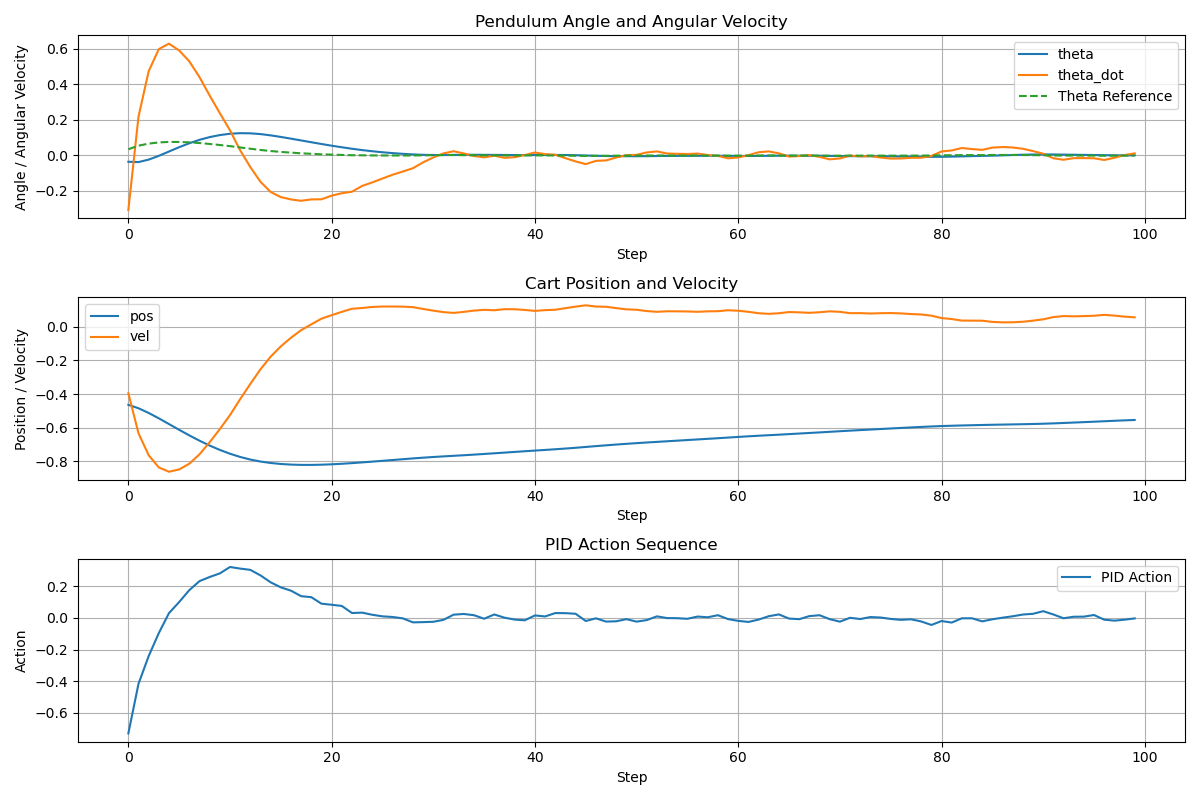 Pendulum Angle and Angular Velocity
Angle / Angular Velocity
0.6
0.4
0.2
0.0
−0.2
theta
theta_dot
Theta Reference
0 20 40 60 80 100
Step
Cart Position and Velocity
Position / Velocity
0.0
−0.2
−0.4
−0.6
−0.8
pos
vel
0 20 40 60 80 100
Step
PID Action Sequence
Action
0.2
0.0
−0.2
−0.4
−0.6
PID Action
0 20 40 60 80 100
Step